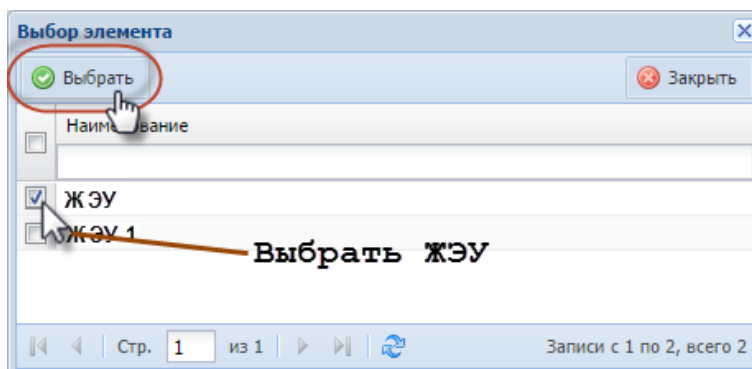 Выбор элемента
Выбрать Закрыть
Наименование
ЖЭУ
ЖЭУ 1
Выбрать ЖЭУ
Стр. 1 из 1 Записи с 1 по 2, всего 2